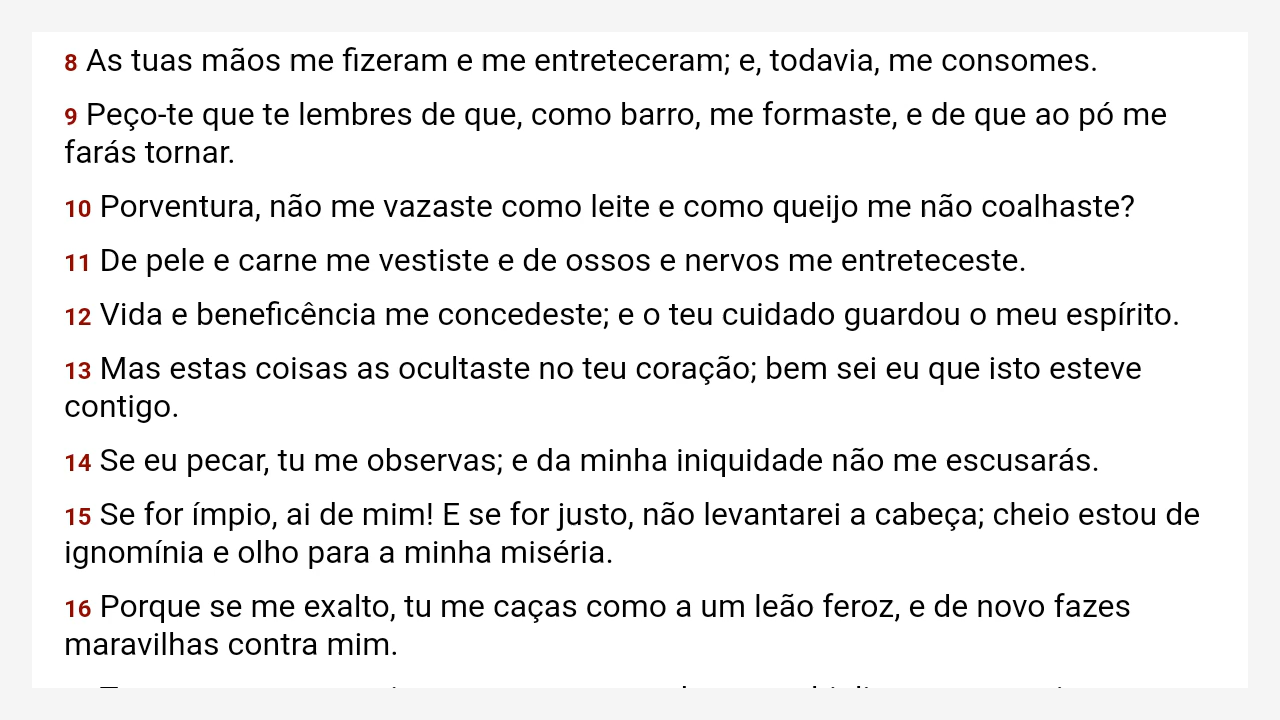 8 As tuas mãos me fizeram e me entreteceram; e, todavia, me consomes.
9 Peço-te que te lembres de que, como barro, me formaste, e de que ao pó me
farás tornar.
10 Porventura, não me vazaste como leite e como queijo me não coalhaste?
11 De pele e carne me vestiste e de ossos e nervos me entreteceste.
12 Vida e beneficência me concedeste; e o teu cuidado guardou o meu espírito.
13 Mas estas coisas as ocultaste no teu coração; bem sei eu que isto esteve
contigo.
14 Se eu pecar, tu me observas; e da minha iniquidade não me escusarás.
15 Se for ímpio, ai de mim! E se for justo, não levantarei a cabeça; cheio estou de
ignomínia e olho para a minha miséria.
16 Porque se me exalto, tu me caças como a um leão feroz, e de novo fazes
maravilhas contra mim.